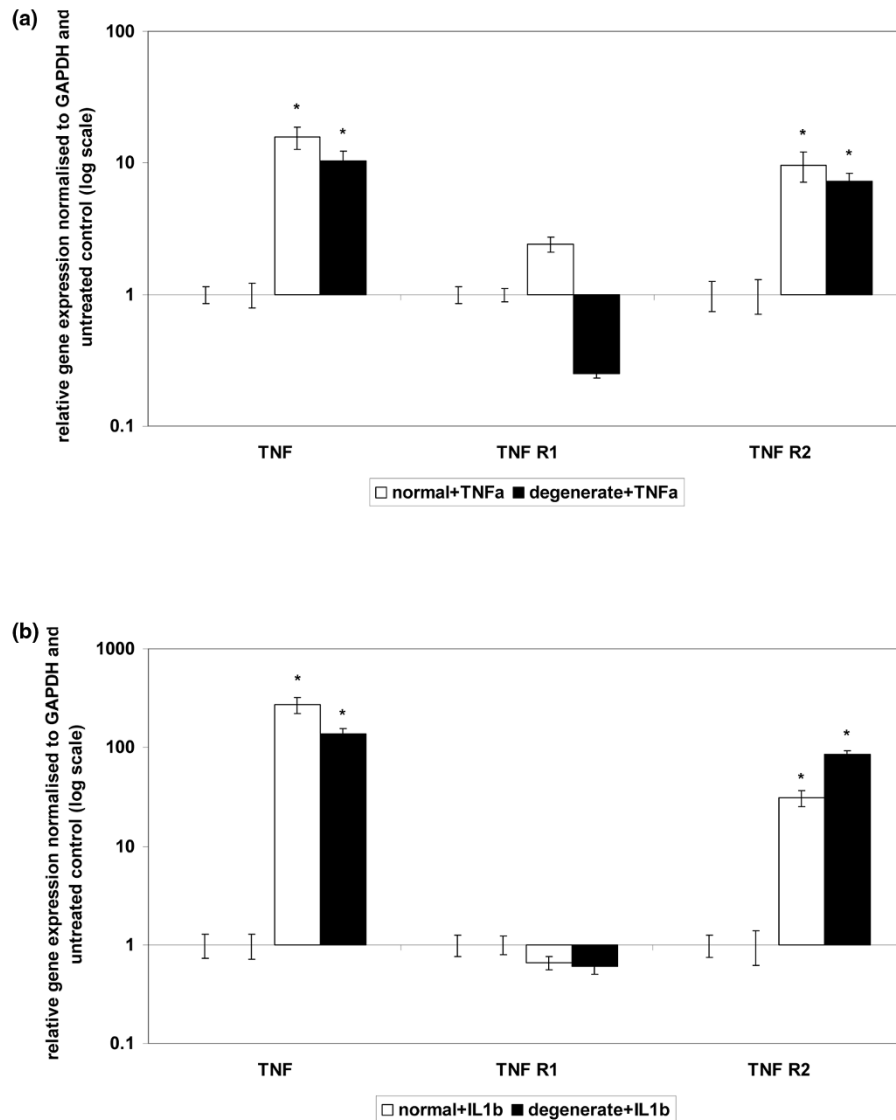 (a)
relative gene expression normalised to GAPDH and
untreated control (log scale)
100
10
1
0.1
*
*
*
*
TNF
TNF R1
TNF R2
normal+TNFa degenerate+TNFa
(b)
relative gene expression normalised to GAPDH and
untreated control (log scale)
1000
100
10
1
0.1
*
*
*
*
TNF
TNF R1
TNF R2
normal+IL1b degenerate+IL1b